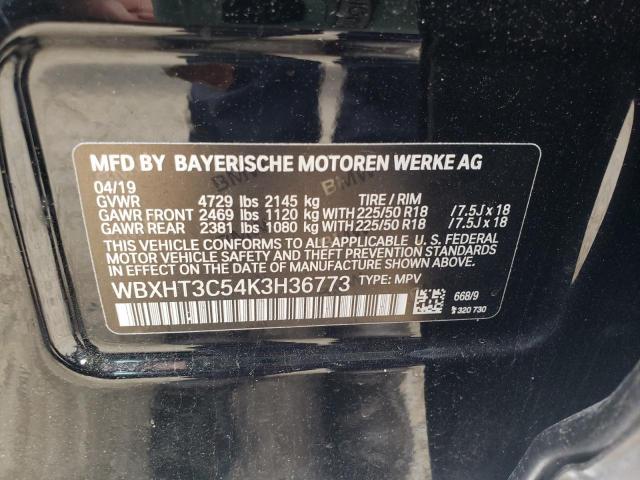 MFD BY BAYERISCHE MOTOREN WERKE AG
04/19
GVWR 4729 lbs 2145 kg TIRE / RIM
GAWR FRONT 2469 lbs 1120 kg WITH 225/50 R18 /7.5J x 18
GAWR REAR 2381 lbs 1080 kg WITH 225/50 R18 /7.5J x 18
THIS VEHICLE CONFORMS TO ALL APPLICABLE U. S. FEDERAL
MOTOR VEHICLE SAFETY AND THEFT PREVENTION STANDARDS
IN EFFECT ON THE DATE OF MANUFACTURE SHOWN ABOVE.
WBXHT3C54K3H36773 TYPE: MPV
668/9
320 730